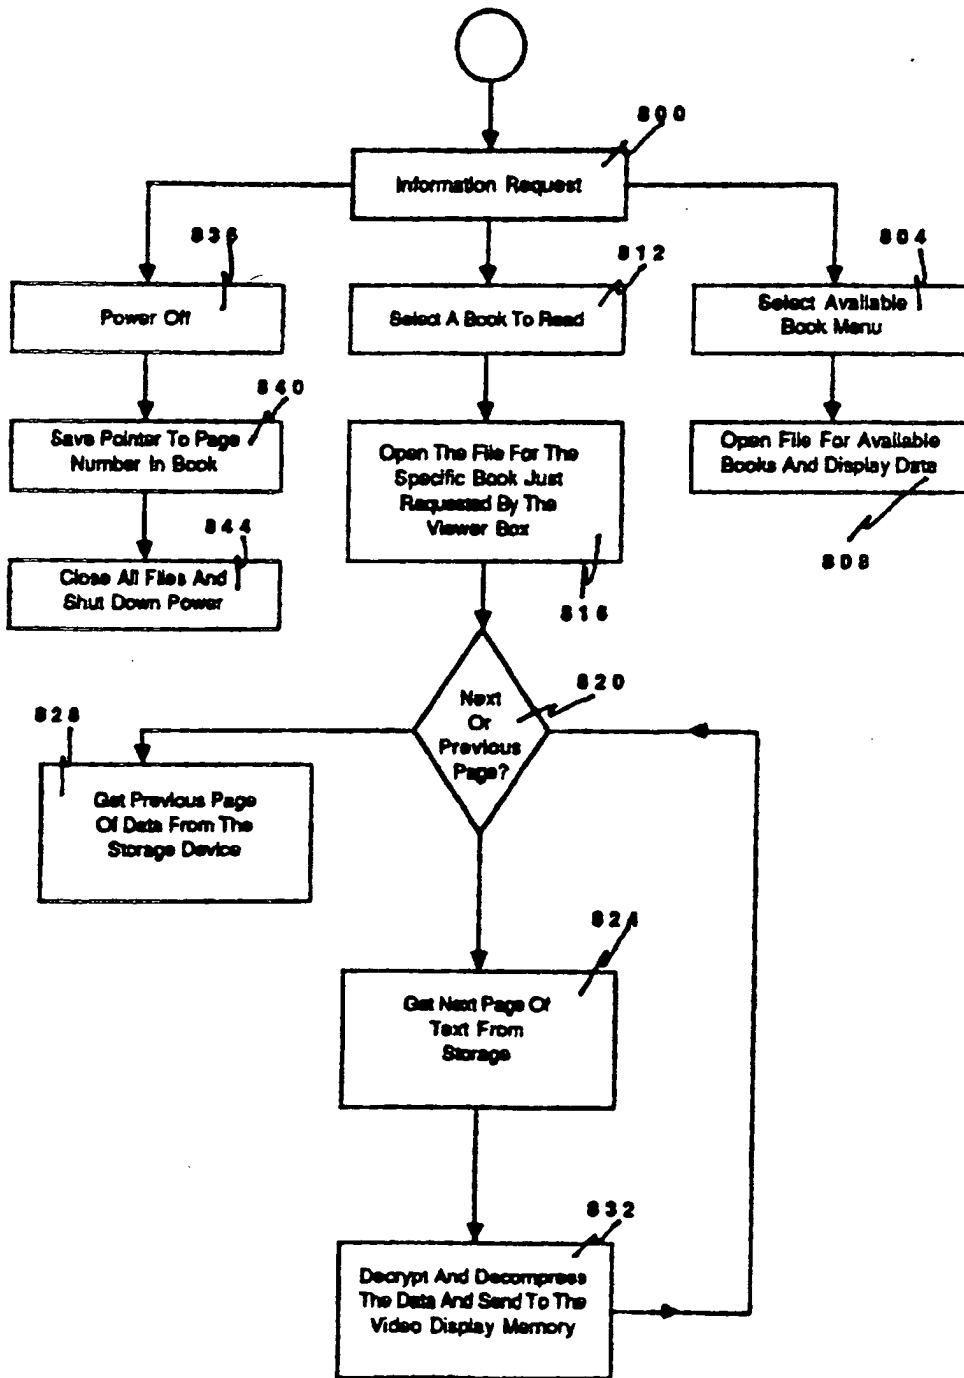 800
Information Request
836
Power Off
812
Select A Book To Read
804
Select Available
Book Menu
840
Save Pointer To Page
Number In Book
Open The File For The
Specific Book Just
Requested By The
Viewer Box
816
Open File For Available
Books And Display Data
808
844
Close All Files And
Shut Down Power
Next
Or
Previous
Page?
820
828
Get Previous Page
Of Data From The
Storage Device
824
Get Next Page Of
Text From
Storage
832
Decrypt And Decompress
The Data And Send To The
Video Display Memory